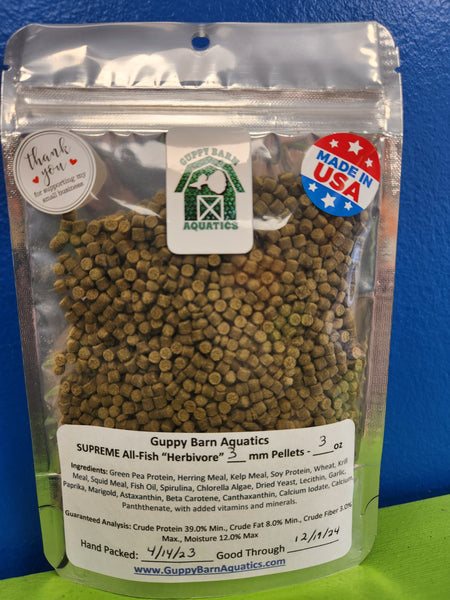 thank
you
for supporting my
small business
GUPPY BARN
AQUATICS
MADE IN
USA
Guppy Barn Aquatics
SUPREME All-Fish “Herbivore” 3 mm Pellets - 3 oz
Ingredients: Green Pea Protein, Herring Meal, Kelp Meal, Soy Protein, Wheat, Krill
Meal, Squid Meal, Fish Oil, Spirulina, Chlorella Algae, Dried Yeast, Lecithin, Garlic,
Paprika, Marigold, Astaxanthin, Beta Carotene, Canthaxanthin, Calcium Iodate, Calcium
Panthenate, with added vitamins and minerals.
Guaranteed Analysis: Crude Protein 39.0% Min., Crude Fat 8.0% Min., Crude Fiber 3.0%
Max., Moisture 12.0% Max
Hand Packed: 4/14/23 Good Through 12/9/24
www.GuppyBarnAquatics.com